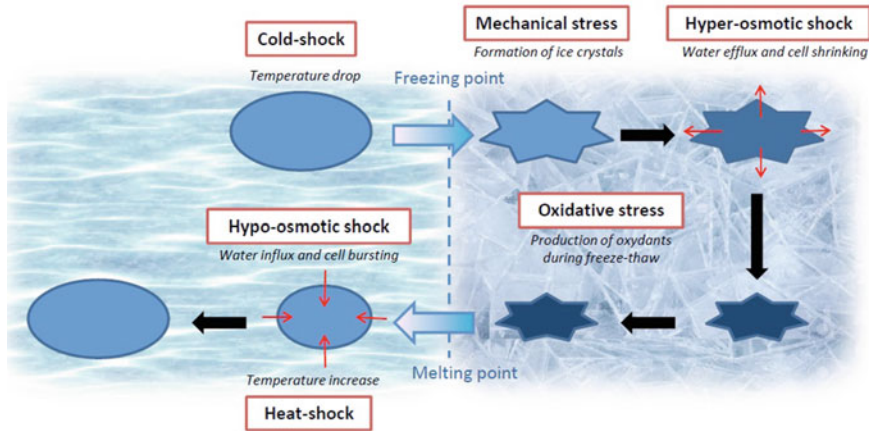 Cold-shock
Temperature drop
Freezing point
Mechanical stress
Formation of ice crystals
Hyper-osmotic shock
Water efflux and cell shrinking
Hypo-osmotic shock
Water influx and cell bursting
Oxidative stress
Production of oxydants
during freeze-thaw
Temperature increase
Heat-shock
Melting point